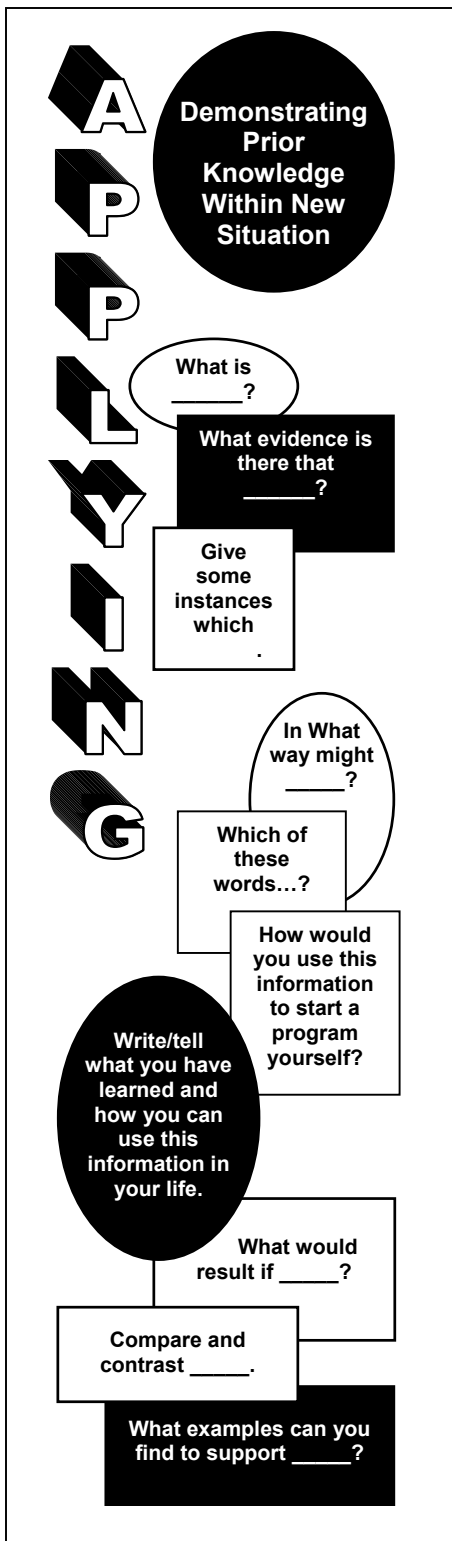 APPLYING
Demonstrating
Prior
Knowledge
Within New
Situation
What is
______?
What evidence is
there that
______?
Give
some
instances
which
.
In What
way might
_____?
Which of
these
words…?
How would
you use this
information
to start a
program
yourself?
Write/tell
what you have
learned and
how you can
use this
information in
your life.
What would
result if _____?
Compare and
contrast _____.
What examples can you
find to support _____?